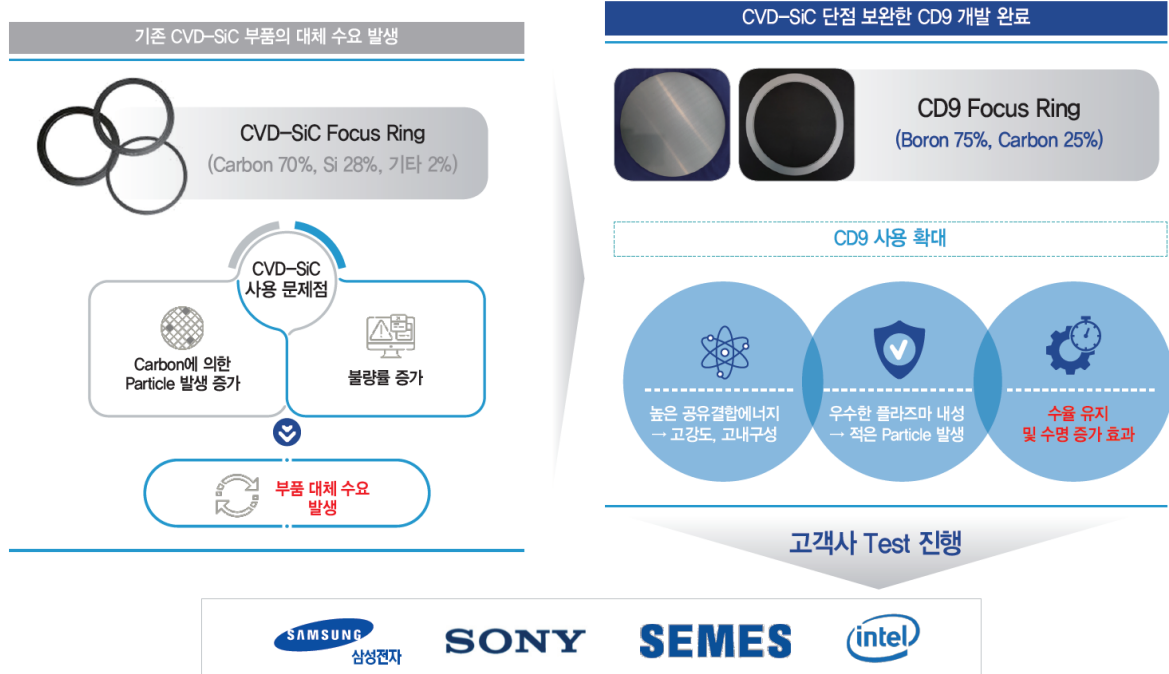 기존 CVD-SiC 부품의 대체 수요 발생
CVD-SiC Focus Ring
(Carbon 70%, Si 28%, 기타 2%)
CVD-SiC
사용 문제점
Carbon에 의한
Particle 발생 증가
불량률 증가
부품 대체 수요
발생
CVD-SiC 단점 보완한 CD9 개발 완료
CD9 Focus Ring
(Boron 75%, Carbon 25%)
CD9 사용 확대
높은 공유결합에너지
→ 고강도, 고내구성
우수한 플라즈마 내성
→ 적은 Particle 발생
수율 유지
및 수명 증가 효과
고객사 Test 진행
SAMSUNG
삼성전자
SONY
SEMES
intel